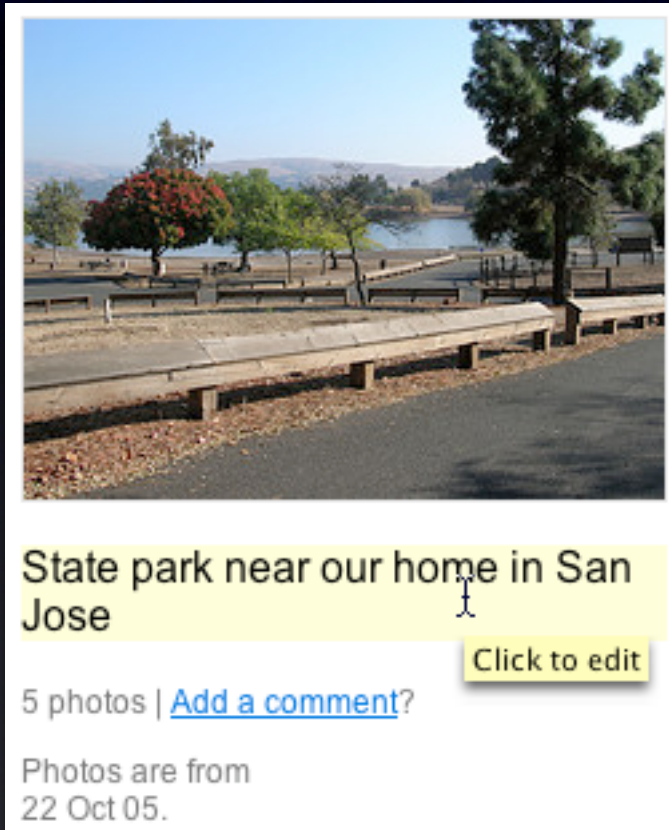 State park near our home in San
Jose
Click to edit
5 photos | Add a comment?
Photos are from
22 Oct 05.